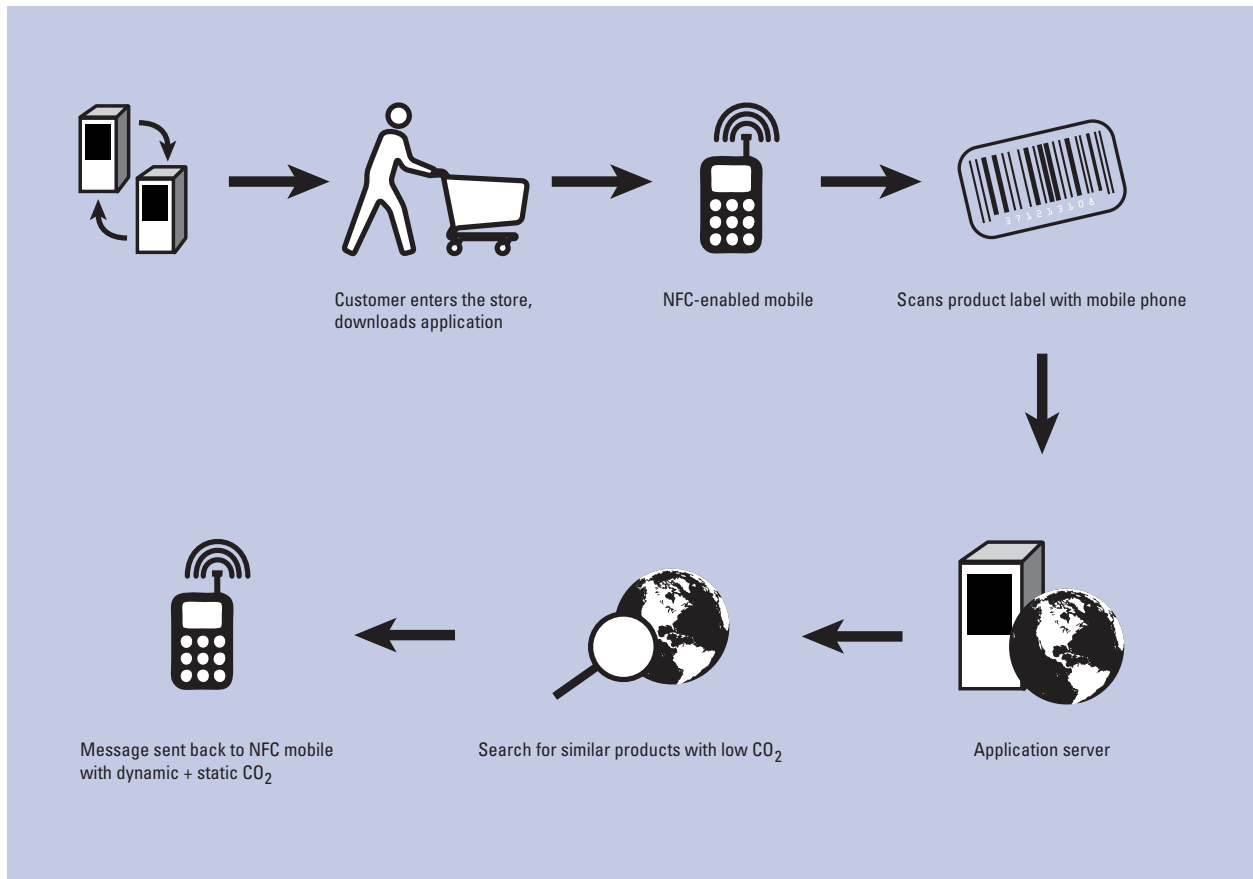 371213108
Customer enters the store,
downloads application
NFC-enabled mobile
Scans product label with mobile phone
Message sent back to NFC mobile
with dynamic + static CO₂
Search for similar products with low CO₂
Application server